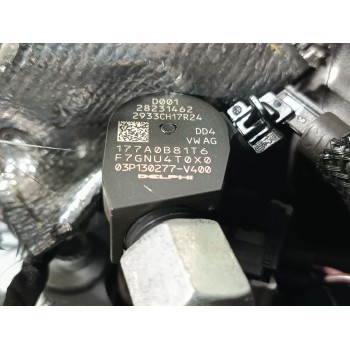 D001
28231462
2933CH17R24
DD4
VW AG
177A0B81T6
F7GNU4T0X0
03P130277-V400
DELPHI